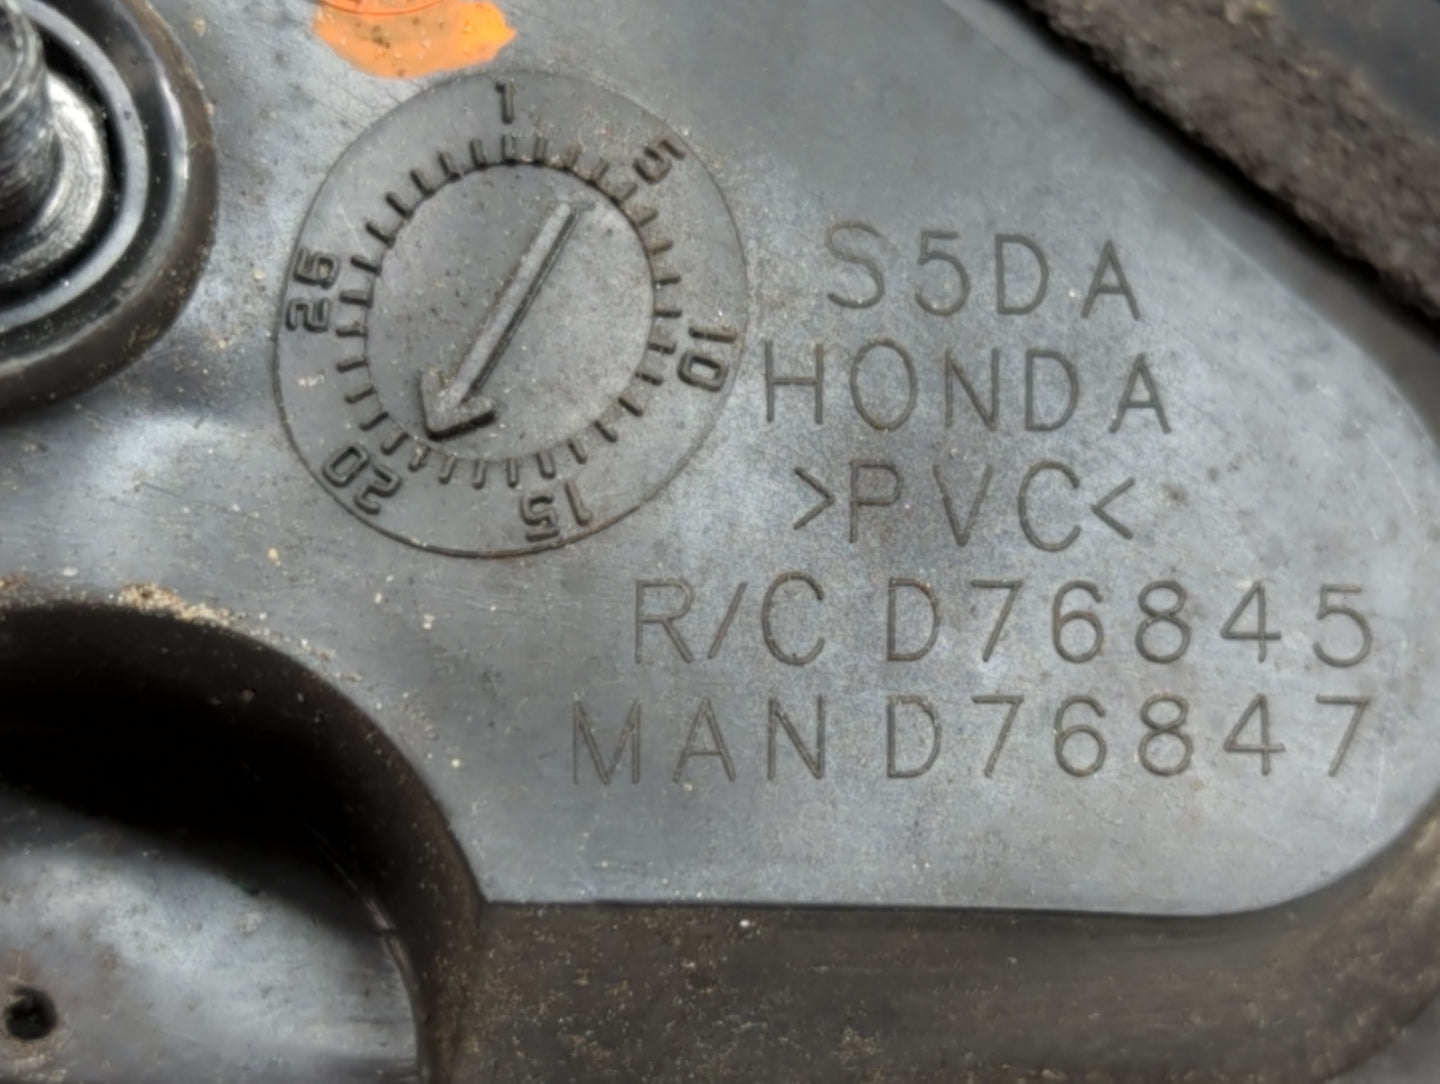 1
5
10
15
20
25
S5DA
HONDA
>PVC<
R/C D76845
MAN D76847